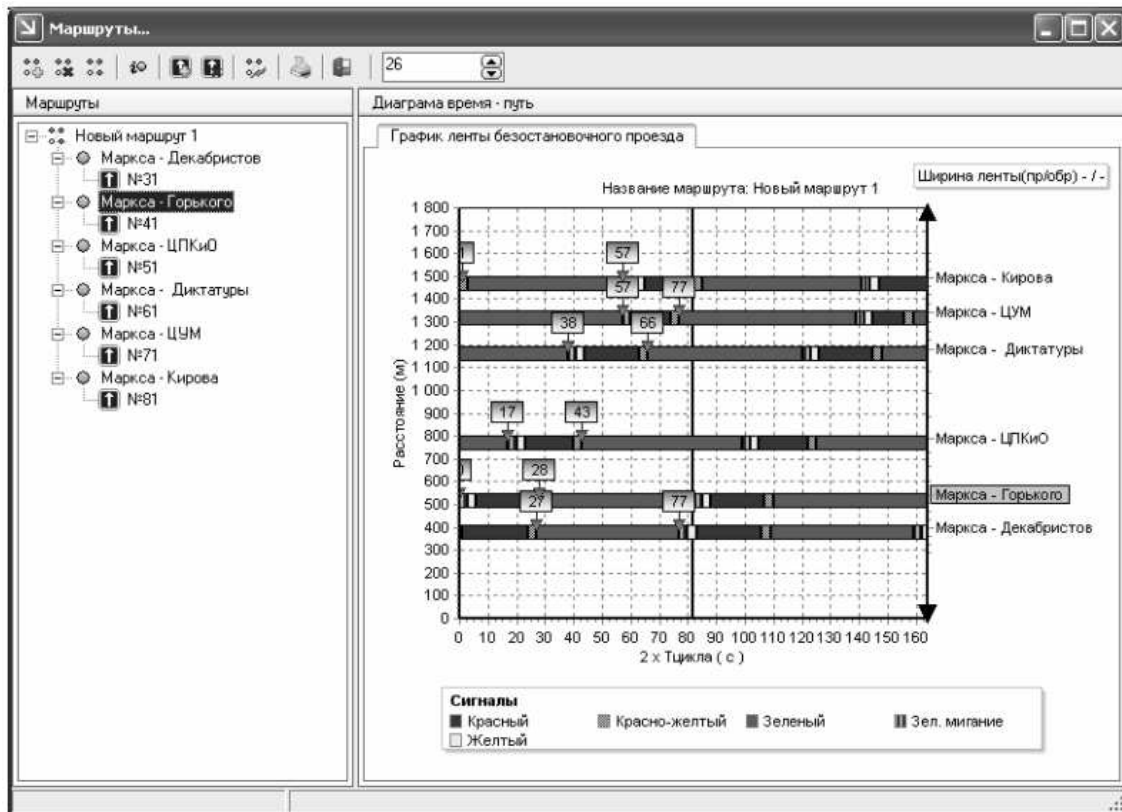 Маршруты...
26
Маршруты
Новый маршрут 1
Маркса - Декабристов
№31
Маркса - Горького
№41
Маркса - ЦПКиО
№51
Маркса - Диктатуры
№61
Маркса - ЦУМ
№71
Маркса - Кирова
№81
Диаграма время - путь
График ленты безостановочного проезда
Ширина ленты(пр/обр) - / -
Название маршрута: Новый маршрут 1
Расстояние (м)
1 800
1 700
1 600
1 500
1 400
1 300
1 200
1 100
1 000
900
800
700
600
500
400
300
200
100
0
57
57 77
38 66
17 43
28
27 77
Маркса - Кирова
Маркса - ЦУМ
Маркса - Диктатуры
Маркса - ЦПКиО
Маркса - Горького
Маркса - Декабристов
0 10 20 30 40 50 60 70 80 90 100 110 120 130 140 150 160
2 x Тцикла ( с )
Сигналы
Красный Красно-желтый Зеленый Зел. мигание
Желтый